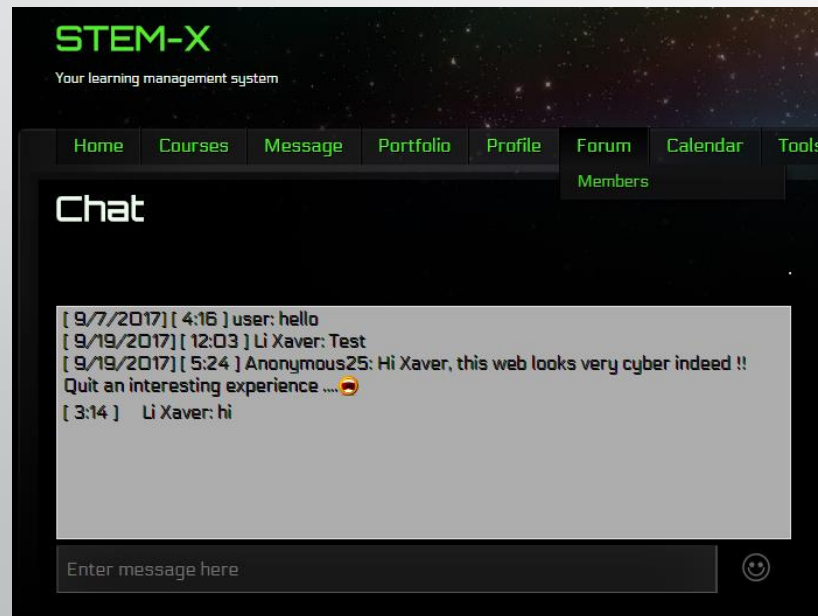 STEM-X
Your learning management system
Home Courses Message Portfolio Profile Forum Calendar Tools
Members
Chat
[ 9/7/2017] [ 4:16 ] user: hello
[ 9/19/2017] [ 12:03 ] Li Xaver: Test
[ 9/19/2017] [ 5:24 ] Anonymous25: Hi Xaver, this web looks very cyber indeed !!
Quit an interesting experience ....
[ 3:14 ] Li Xaver: hi
Enter message here